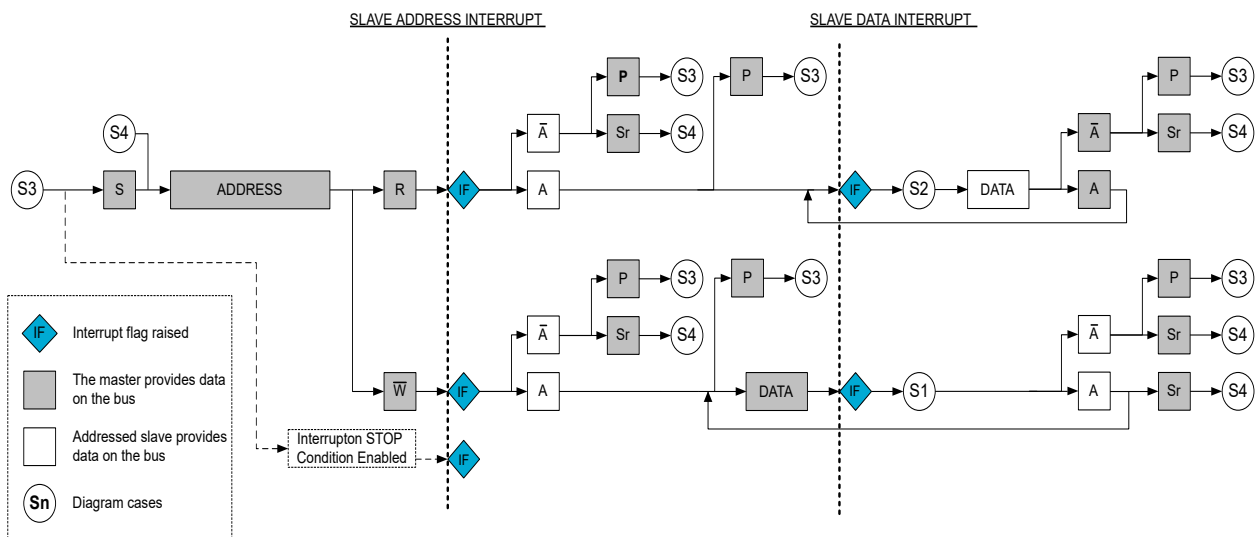 SLAVE ADDRESS INTERRUPT
SLAVE DATA INTERRUPT
P
S3
P
S3
P
S3
S4
A̅
Sr
S4
A̅
Sr
S4
S3
S
ADDRESS
R
IF
A
IF
S2
DATA
A
P
S3
P
S3
P
S3
A̅
Sr
S4
A̅
Sr
S4
W̅
IF
A
DATA
IF
S1
A
Sr
S4
Interrupton STOP
Condition Enabled
IF
IF
Interrupt flag raised
The master provides data
on the bus
Addressed slave provides
data on the bus
Sn
Diagram cases